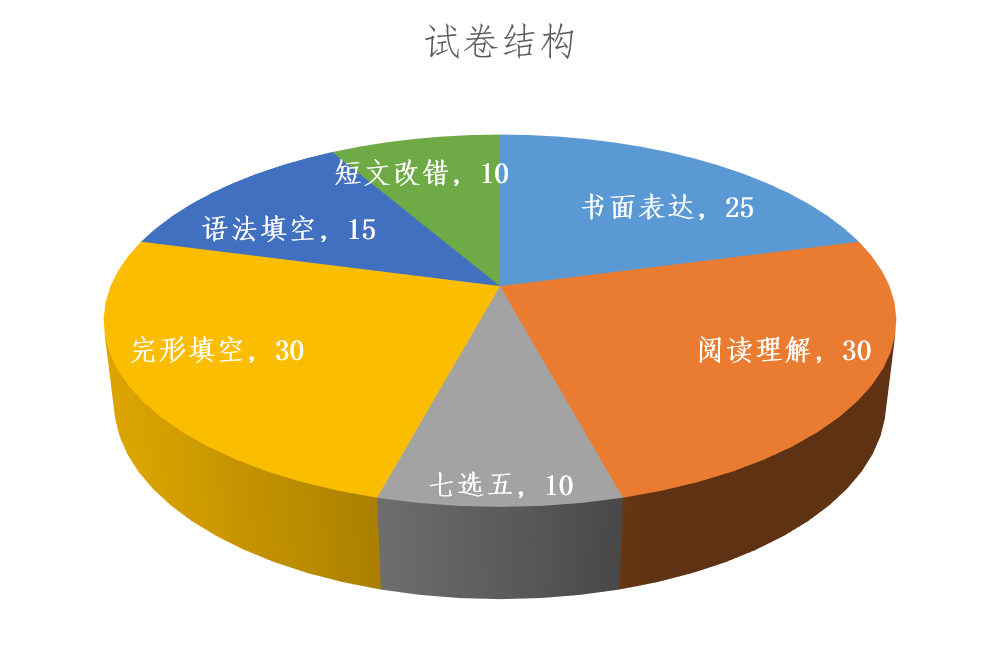 试卷结构
短文改错，10
书面表达，25
语法填空，15
完形填空，30
阅读理解，30
七选五，10